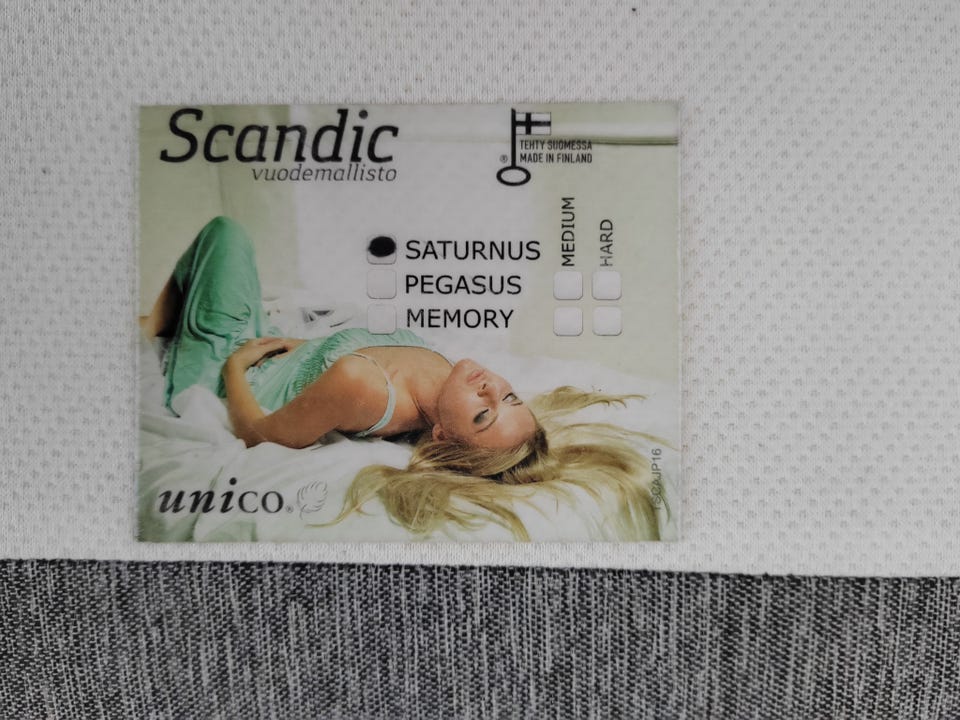 Scandic
vuodemallisto
TEHTY SUOMESSA
® MADE IN FINLAND
MEDIUM
HARD
SATURNUS
PEGASUS
MEMORY
unico®